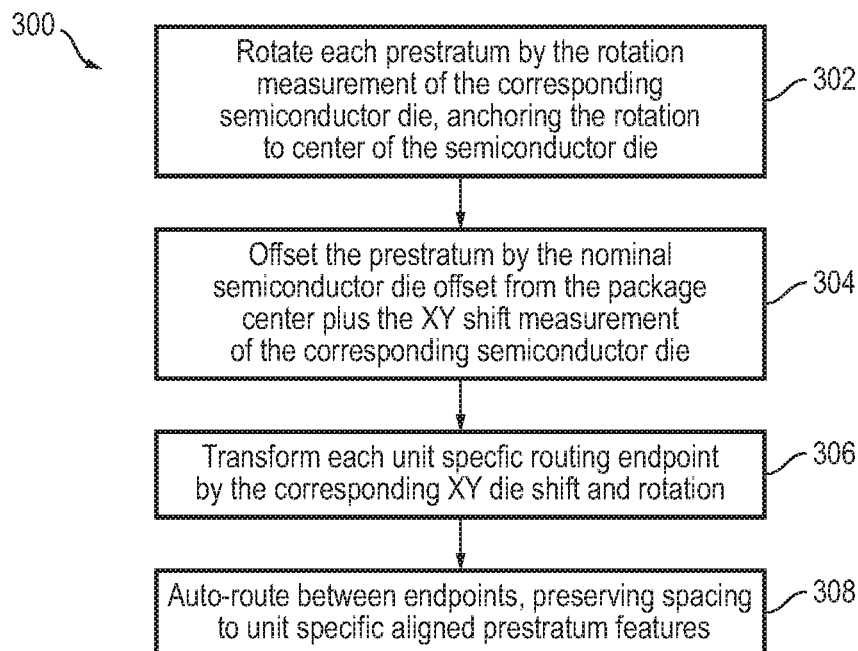 300
Rotate each prestratum by the rotation
measurement of the corresponding
semiconductor die, anchoring the rotation
to center of the semiconductor die
302
Offset the prestratum by the nominal
semiconductor die offset from the package
center plus the XY shift measurement
of the corresponding semiconductor die
304
Transform each unit specfic routing endpoint
by the corresponding XY die shift and rotation
306
Auto-route between endpoints, preserving spacing
to unit specific aligned prestratum features
308